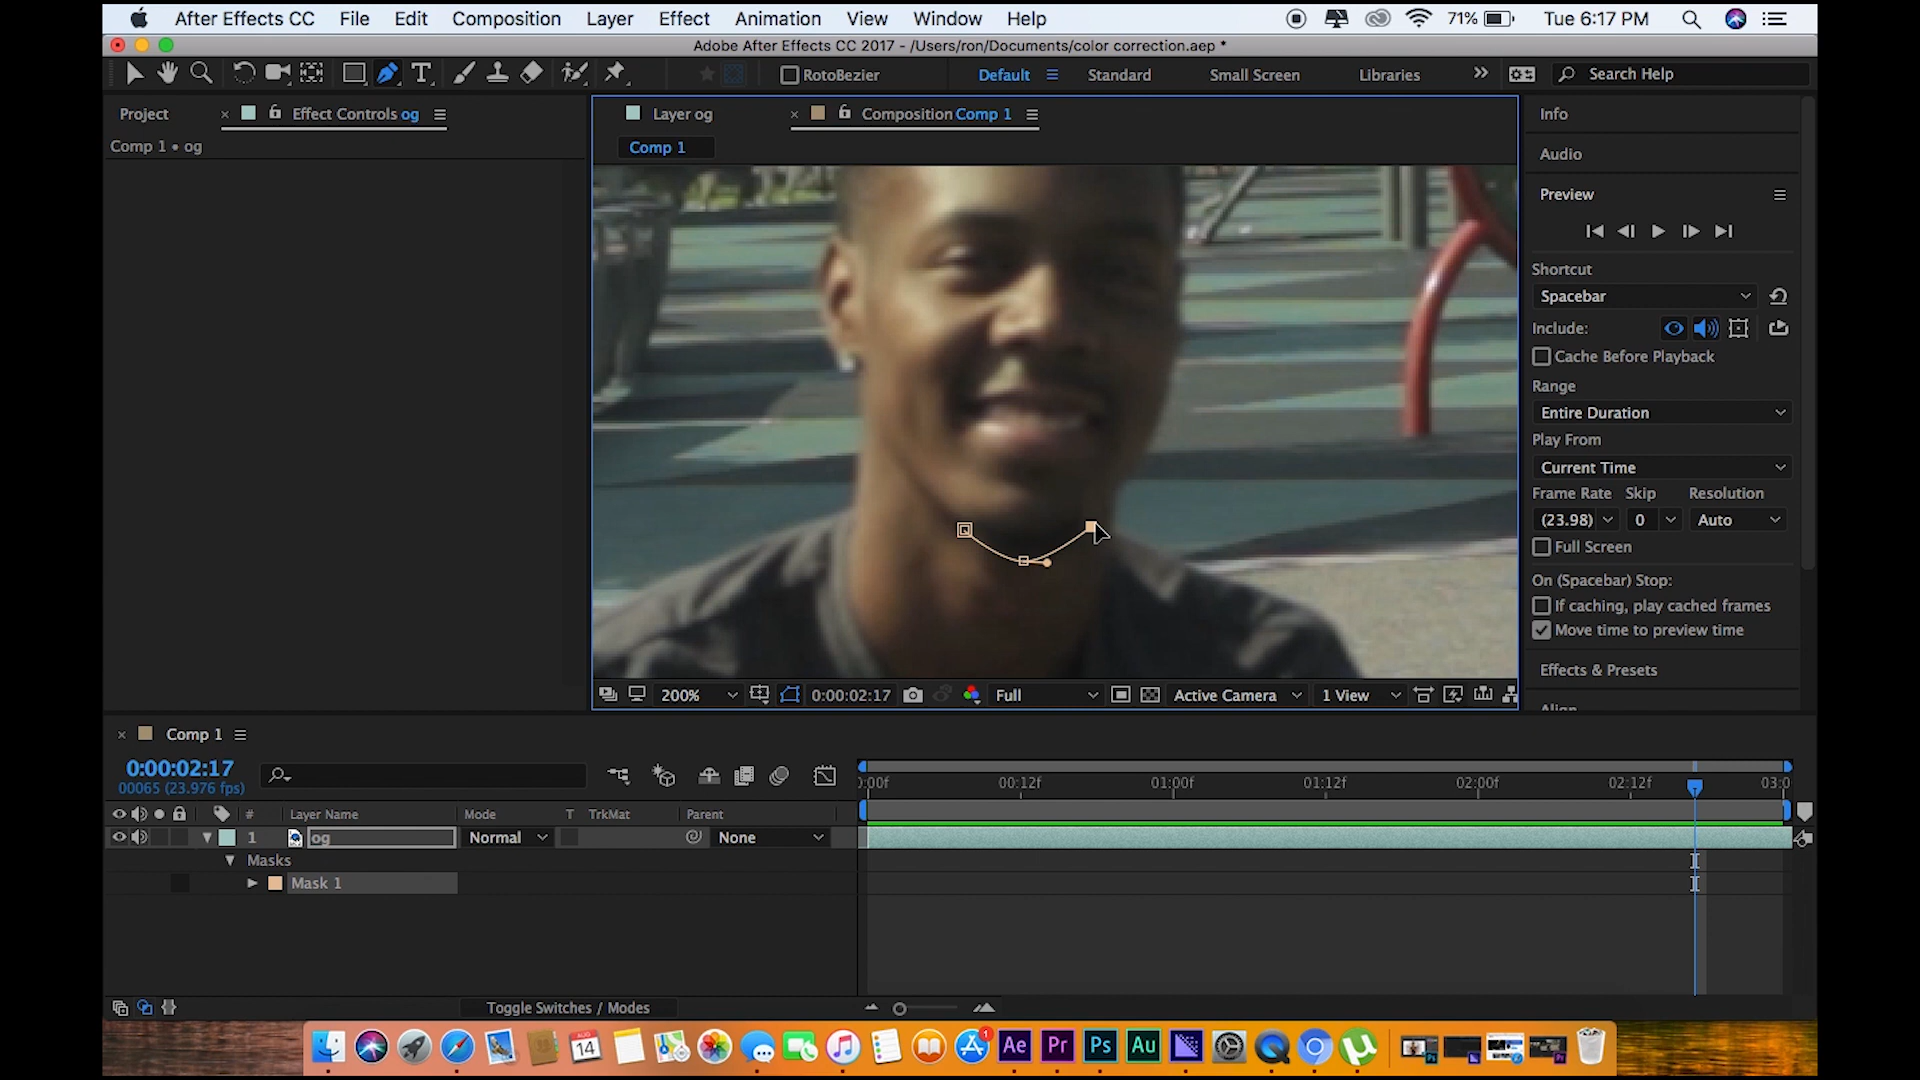 After Effects CC File Edit Composition Layer Effect Animation View Window Help 71% Tue 6:17 PM
Adobe After Effects CC 2017 - /Users/ron/Documents/color correction.aep *
T RotoBezier Default Standard Small Screen Libraries Search Help
Project Effect Controls og Layer og Composition Comp 1 Info
Comp 1 • og Comp 1
Audio
Preview
Shortcut
Spacebar
Include:
Cache Before Playback
Range
Entire Duration
Play From
Current Time
Frame Rate Skip Resolution
(23.98) 0 Auto
Full Screen
On (Spacebar) Stop:
If caching, play cached frames
Move time to preview time
Effects & Presets
200% 0:00:02:17 Full Active Camera 1 View
Align
Comp 1
0:00:02:17
00065 (23.976 fps)
:00f 00:12f 01:00f 01:12f 02:00f 02:12f 03:0
# Layer Name Mode T TrkMat Parent
1 og Normal None
Masks
Mask 1
Toggle Switches / Modes
AUG
14
1
Ae Pr Ps Au